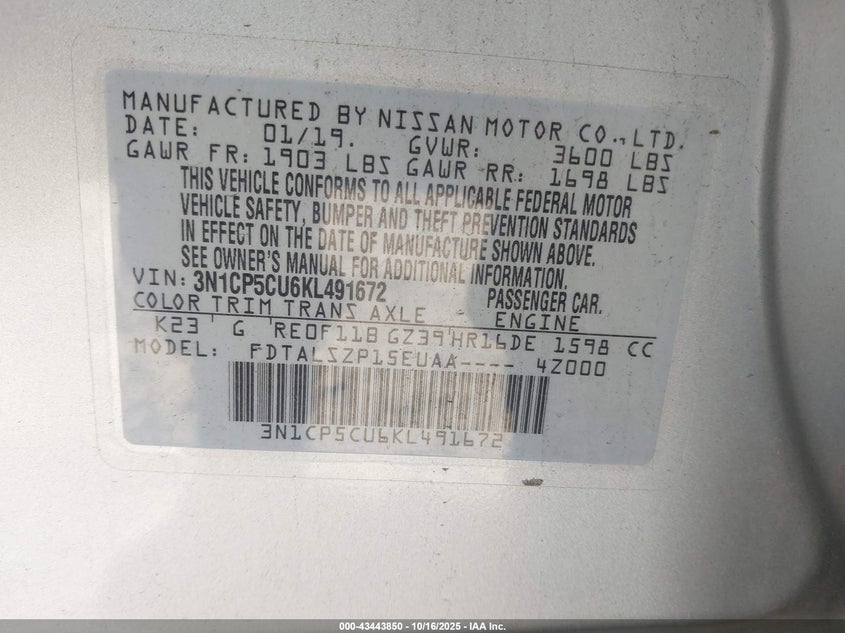 MANUFACTURED BY NISSAN MOTOR CO., LTD.
DATE: 01/19. GVWR: 3600 LBS
GAWR FR: 1903 LBS GAWR RR: 1698 LBS
THIS VEHICLE CONFORMS TO ALL APPLICABLE FEDERAL MOTOR
VEHICLE SAFETY, BUMPER AND THEFT PREVENTION STANDARDS
IN EFFECT ON THE DATE OF MANUFACTURE SHOWN ABOVE.
SEE OWNER'S MANUAL FOR ADDITIONAL INFORMATION.
VIN: 3N1CP5CU6KL491672 PASSENGER CAR.
COLOR TRIM TRANS AXLE ENGINE
K23 G RE0F11B GZ39 HR16DE 1598 CC
MODEL: FDTALSZP15EUAA---- 4Z000
3N1CP5CU6KL491672
000-43443850 - 10/16/2025 - IAA Inc.